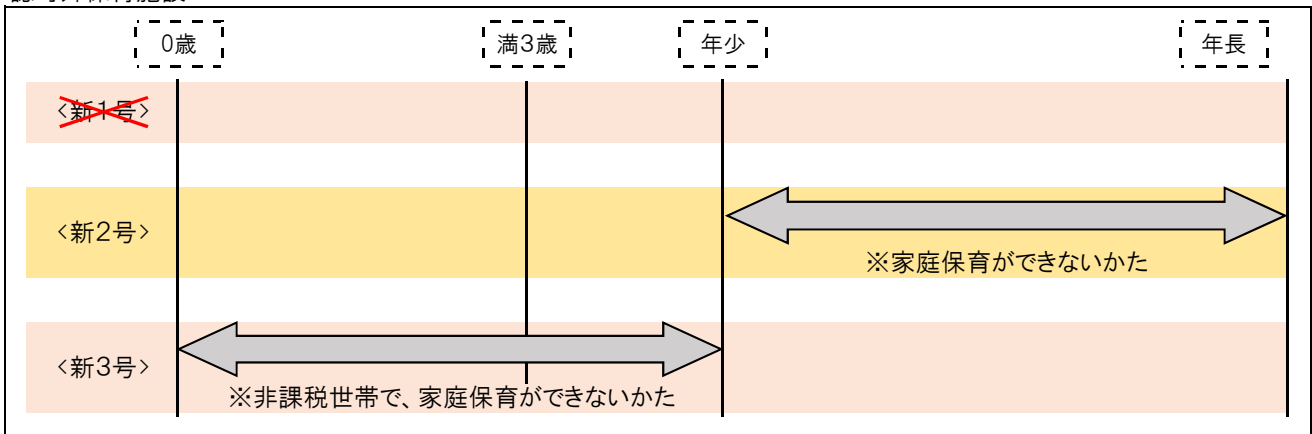 0歳
満3歳
年少
年長
<新1号>
<新2号>
※家庭保育ができないかた
<新3号>
※非課税世帯で、家庭保育ができないかた